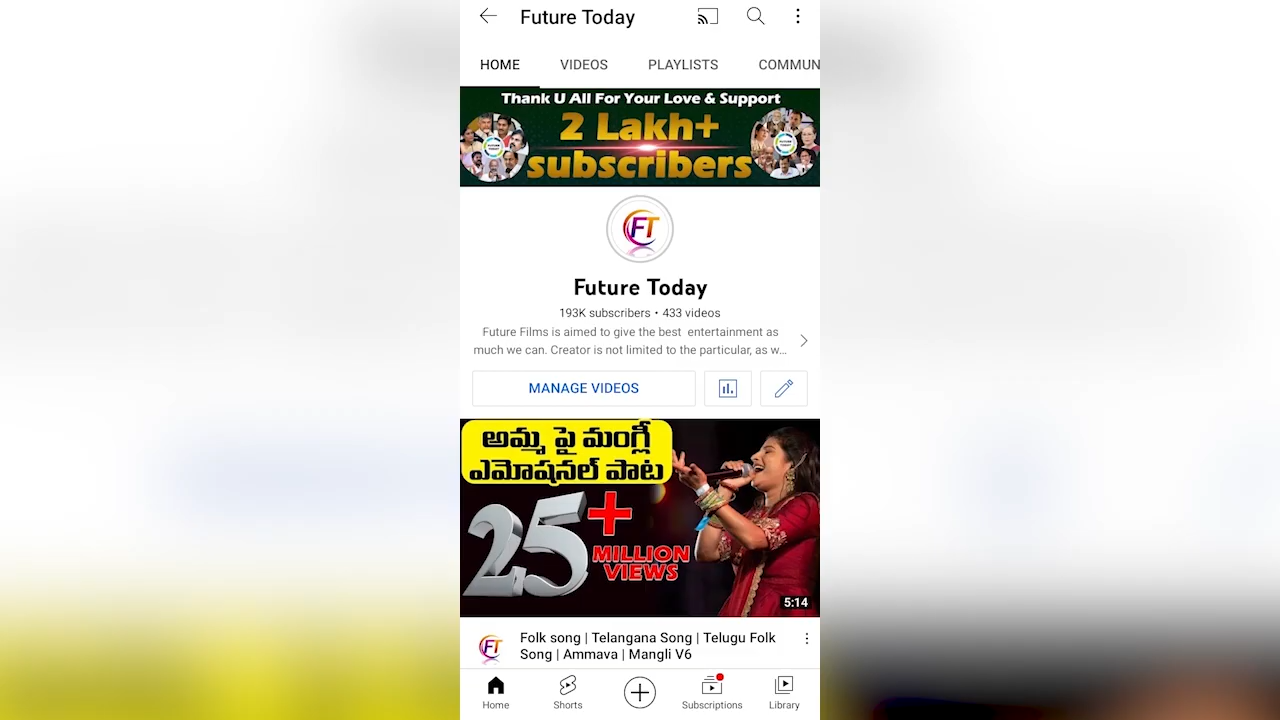 Future Today
HOME VIDEOS PLAYLISTS COMMUN
Thank U All For Your Love & Support
2 Lakh+
subscribers
FT
Future Today
193K subscribers • 433 videos
Future Films is aimed to give the best entertainment as
much we can. Creator is not limited to the particular, as w...
MANAGE VIDEOS
అమ్మ పై మంగ్లీ
ఎమోషనల్ పాట
25+
MILLION
VIEWS
5:14
FT
Folk song | Telangana Song | Telugu Folk
Song | Ammava | Mangli V6
Home Shorts Subscriptions Library